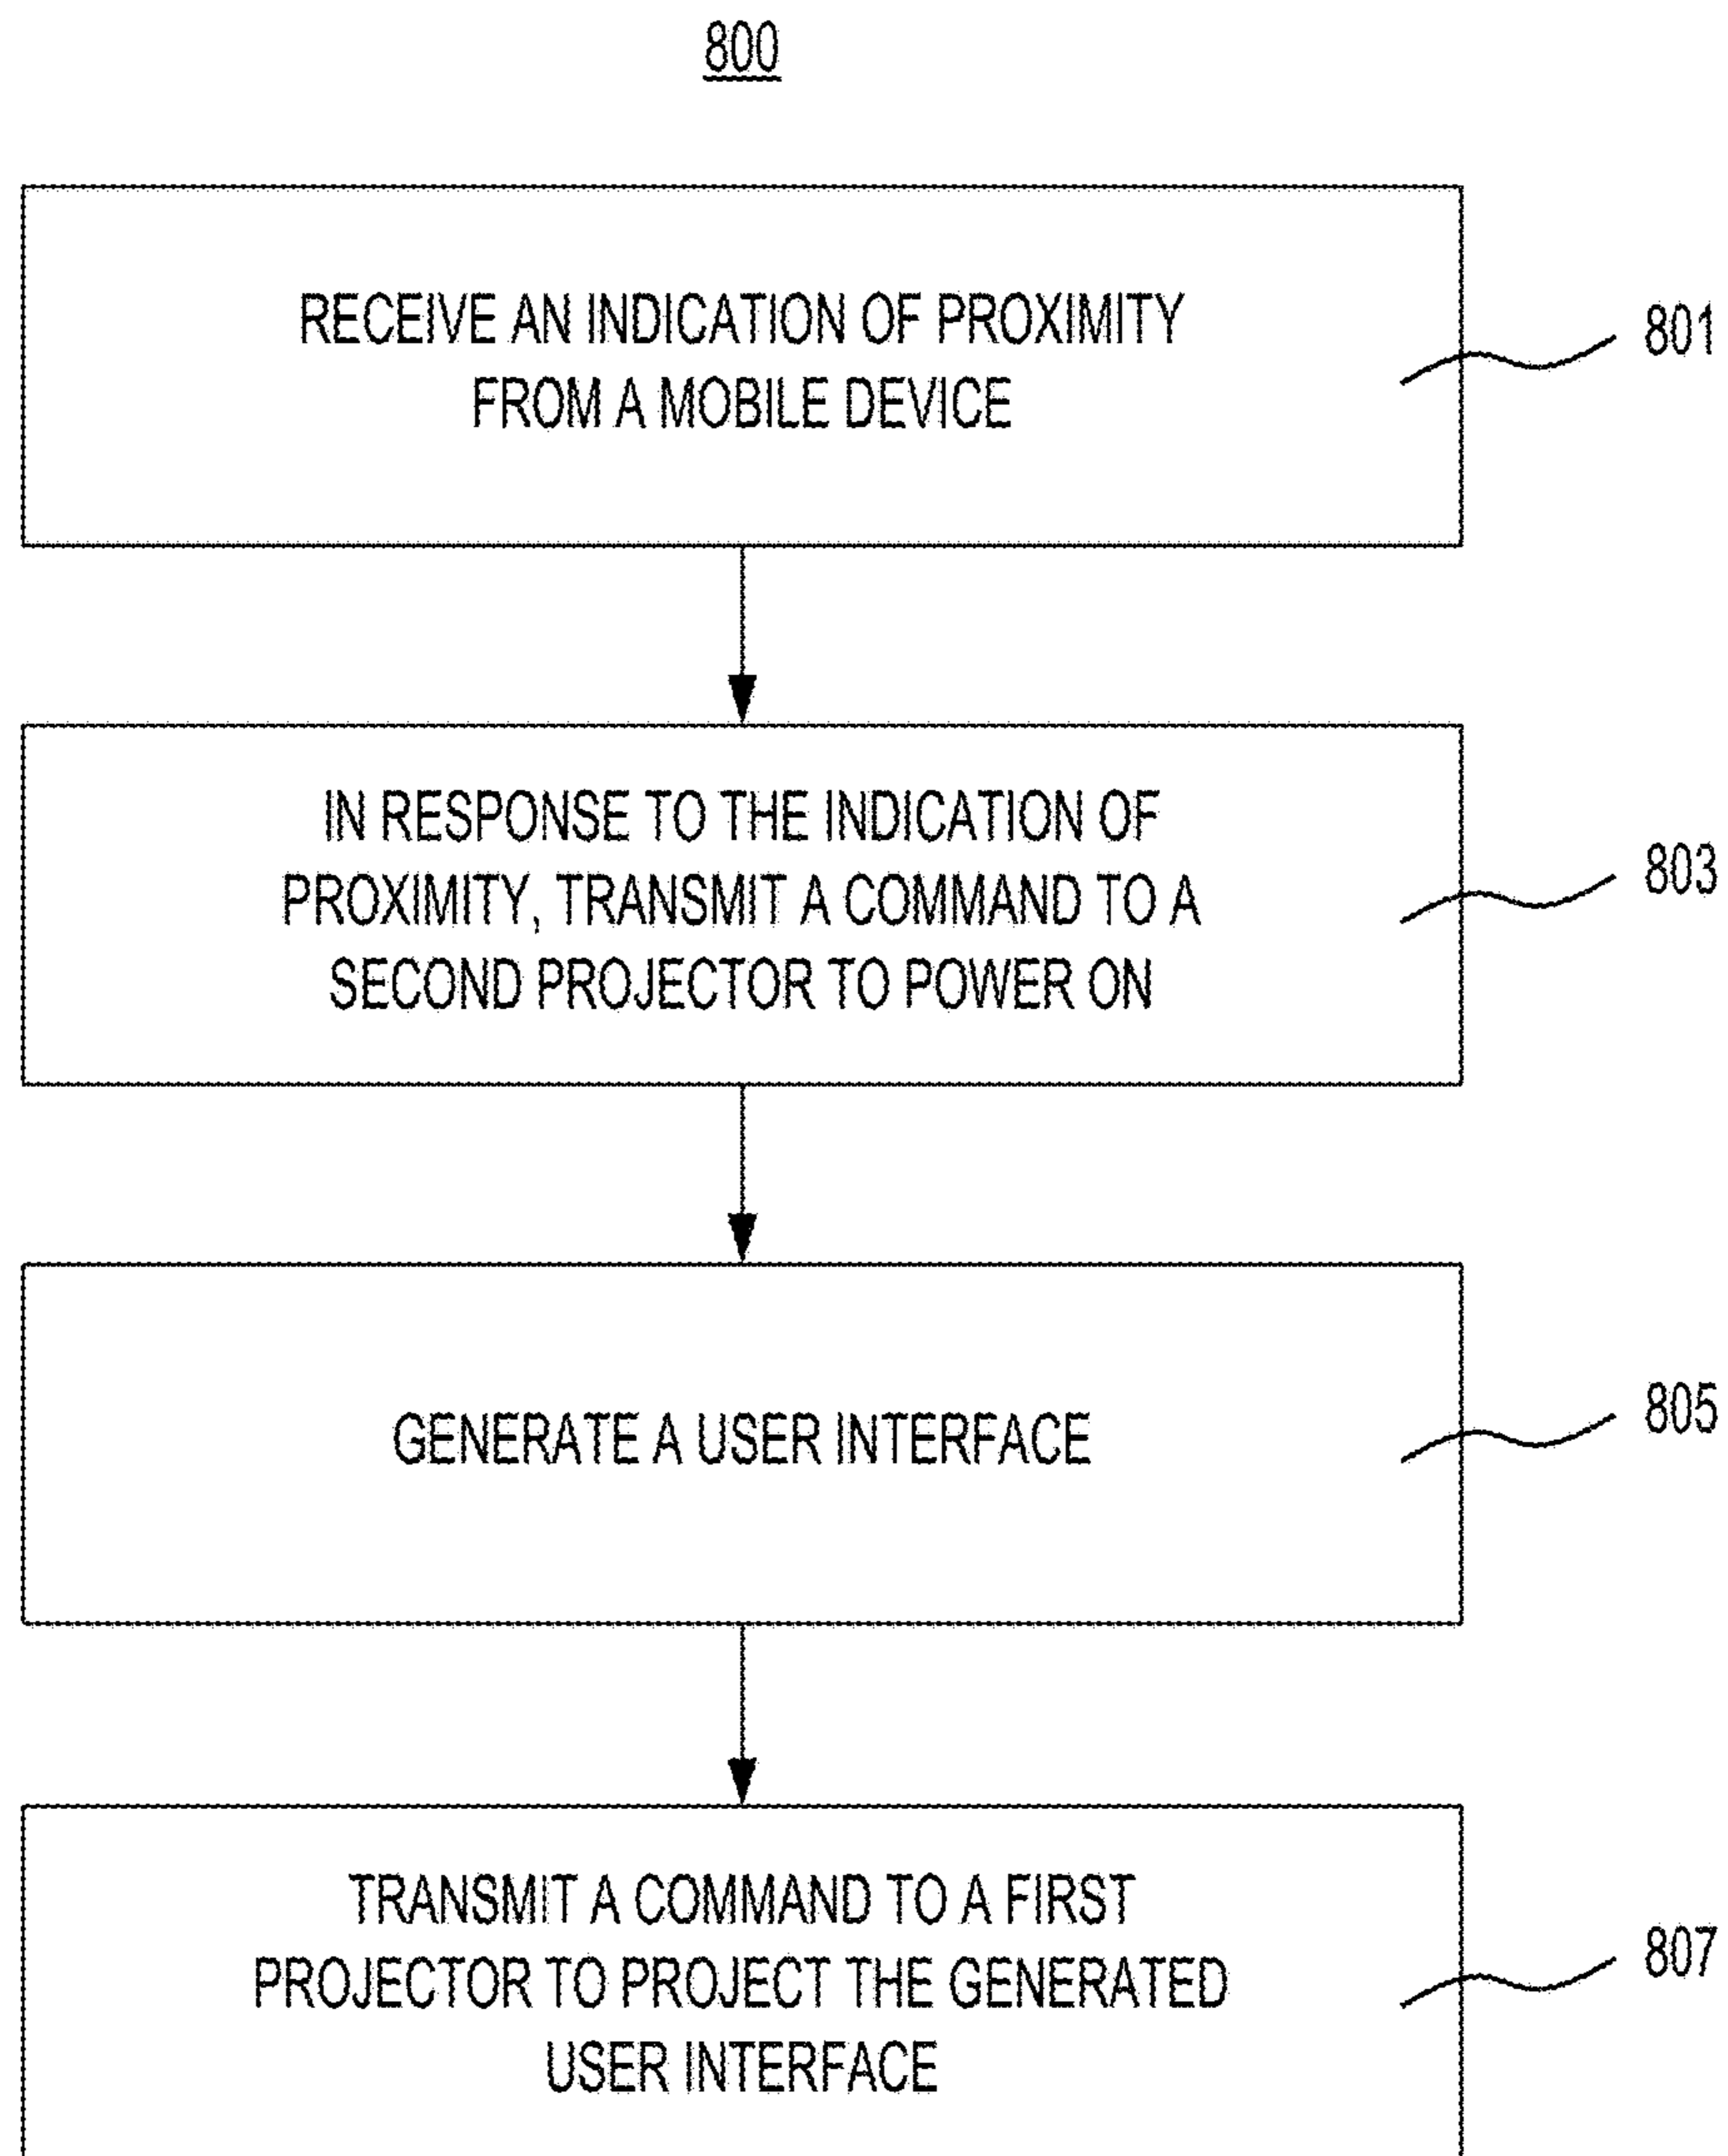 800
RECEIVE AN INDICATION OF PROXIMITY
FROM A MOBILE DEVICE
801
IN RESPONSE TO THE INDICATION OF
PROXIMITY, TRANSMIT A COMMAND TO A
SECOND PROJECTOR TO POWER ON
803
GENERATE A USER INTERFACE
805
TRANSMIT A COMMAND TO A FIRST
PROJECTOR TO PROJECT THE GENERATED
USER INTERFACE
807